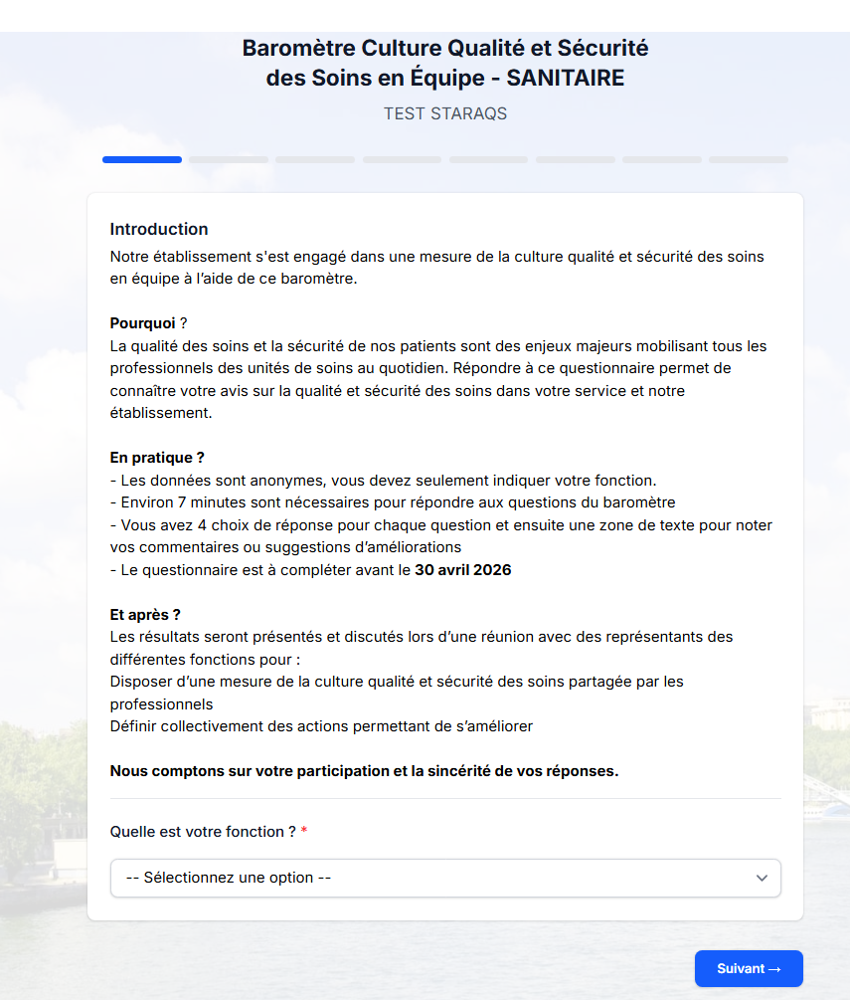 Baromètre Culture Qualité et Sécurité
des Soins en Équipe - SANITAIRE
TEST STARAQS
Introduction
Notre établissement s'est engagé dans une mesure de la culture qualité et sécurité des soins
en équipe à l’aide de ce baromètre.
Pourquoi ?
La qualité des soins et la sécurité de nos patients sont des enjeux majeurs mobilisant tous les
professionnels des unités de soins au quotidien. Répondre à ce questionnaire permet de
connaître votre avis sur la qualité et sécurité des soins dans votre service et notre
établissement.
En pratique ?
- Les données sont anonymes, vous devez seulement indiquer votre fonction.
- Environ 7 minutes sont nécessaires pour répondre aux questions du baromètre
- Vous avez 4 choix de réponse pour chaque question et ensuite une zone de texte pour noter
vos commentaires ou suggestions d’améliorations
- Le questionnaire est à compléter avant le 30 avril 2026
Et après ?
Les résultats seront présentés et discutés lors d’une réunion avec des représentants des
différentes fonctions pour :
Disposer d’une mesure de la culture qualité et sécurité des soins partagée par les
professionnels
Définir collectivement des actions permettant de s’améliorer
Nous comptons sur votre participation et la sincérité de vos réponses.
Quelle est votre fonction ? *
-- Sélectionnez une option --
Suivant →